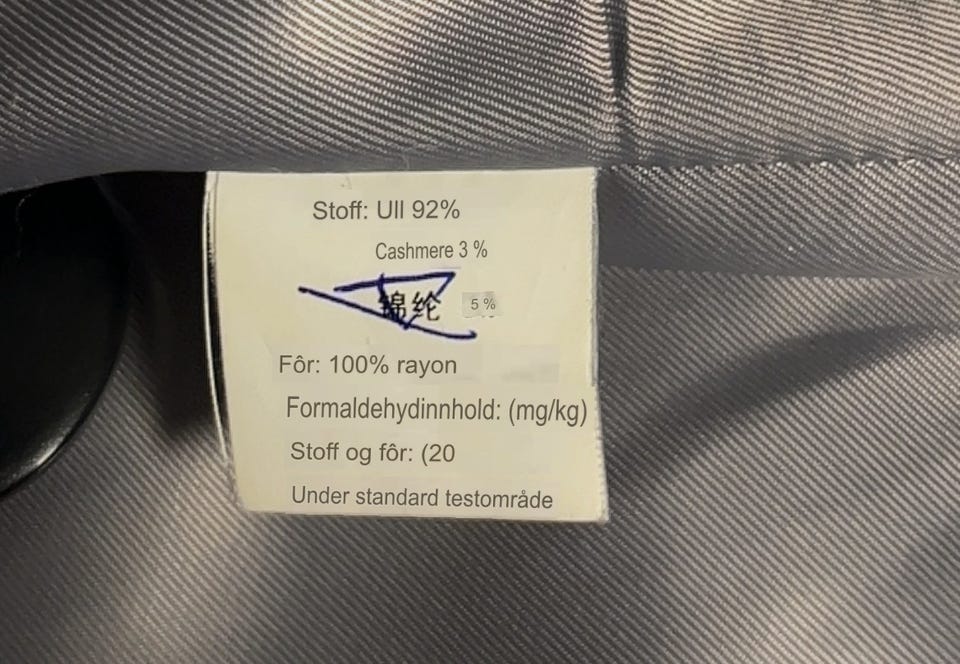 Stoff: Ull 92%
Cashmere 3 %
锦纶 5 %
Fôr: 100% rayon
Formaldehydinnhold: (mg/kg)
Stoff og fôr: (20
Under standard testområde